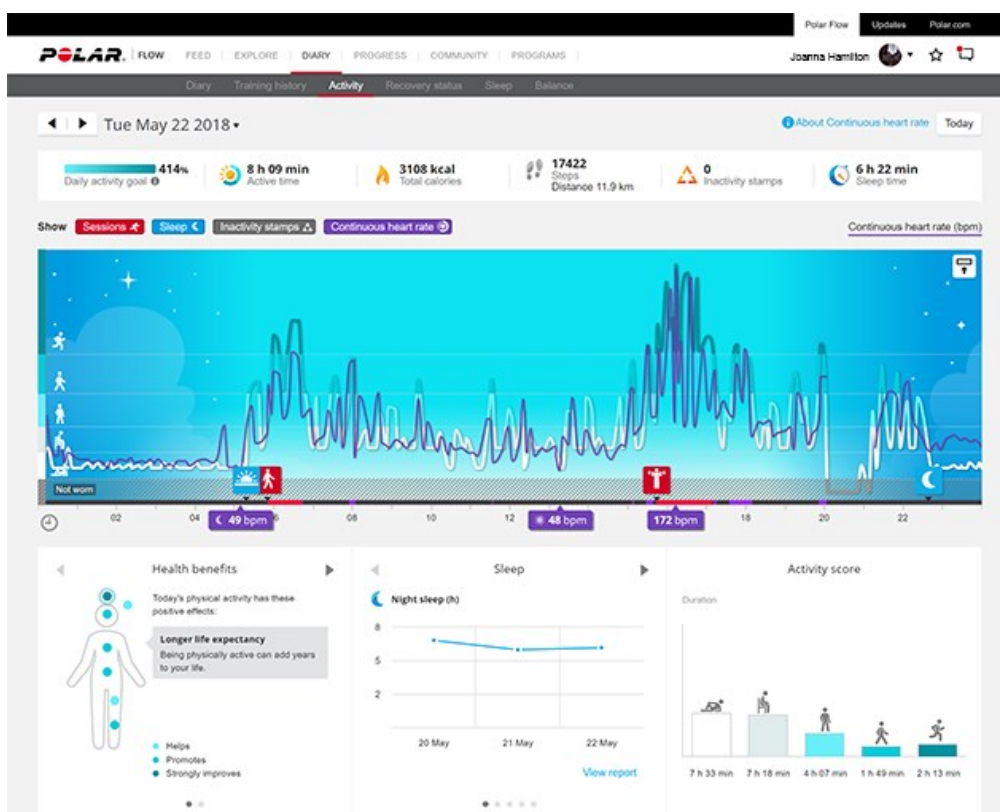 Polar Flow Updates Polar.com
POLAR. FLOW FEED EXPLORE DIARY PROGRESS COMMUNITY PROGRAMS Joanna Hamilton
Diary Training history Activity Recovery status Sleep Balance
Tue May 22 2018 About Continuous heart rate Today
414% 8 h 09 min 3108 kcal 17422 0 6 h 22 min
Daily activity goal Active time Total calories Steps Inactivity stamps Sleep time
Distance 11.9 km
Show Sessions Sleep Inactivity stamps Continuous heart rate Continuous heart rate (bpm)
Not worn
02 04 06 08 10 12 16 18 20 22
49 bpm 48 bpm 172 bpm
Health benefits Sleep Activity score
Today's physical activity has these
positive effects:
Longer life expectancy
Being physically active can add years
to your life.
Helps
Promotes
Strongly improves
Night sleep (h)
8
5
2
20 May 21 May 22 May
View report
Duration
7 h 33 min 7 h 18 min 4 h 07 min 1 h 49 min 2 h 13 min